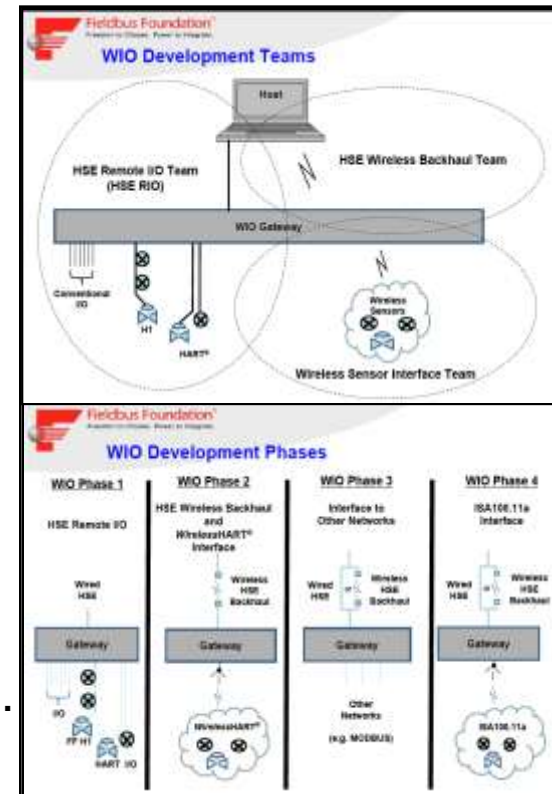 Fieldbus Foundation
WIO Development Teams
Host
HSE Remote I/O Team
(HSE RIO)
HSE Wireless Backhaul Team
WIO Gateway
Conventional
I/O
H1
HART®
Wireless
Sensors
Wireless Sensor Interface Team
Fieldbus Foundation
WIO Development Phases
WIO Phase 1
HSE Remote I/O
Wired
HSE
Gateway
I/O
FF H1
HART I/O
WIO Phase 2
HSE Wireless Backhaul
and
WirelessHART®
Interface
Wireless
HSE
Backhaul
Gateway
WirelessHART®
WIO Phase 3
Interface to
Other Networks
Wired
HSE
or
Wireless
HSE
Backhaul
Gateway
Other
Networks
(e.g. MODBUS)
WIO Phase 4
ISA100.11a
Interface
Wired
HSE
or
Wireless
HSE
Backhaul
Gateway
ISA100.11a